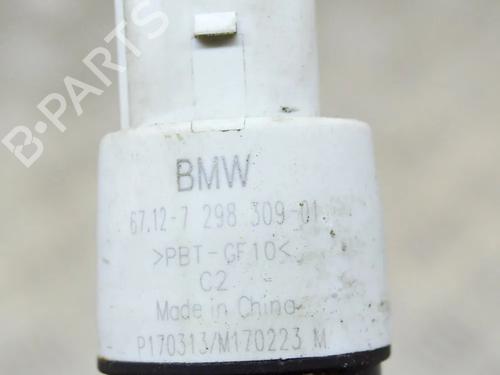 B-PARTS
BMW
67.12-7 298 309-01
>PBT-GF10<
C2
Made in China
P170313/M170223 M